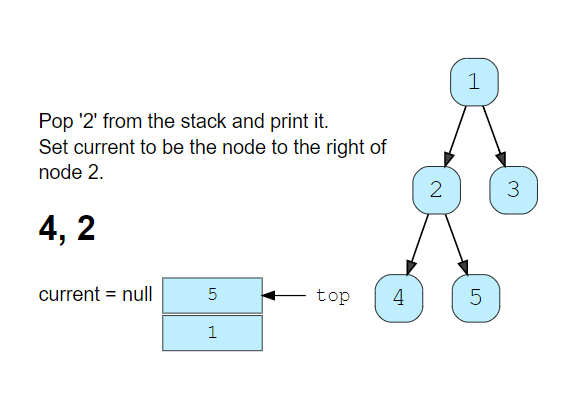 1
Pop '2' from the stack and print it.
Set current to be the node to the right of
node 2.
2
3
4, 2
current = null
5
top
4
5
1